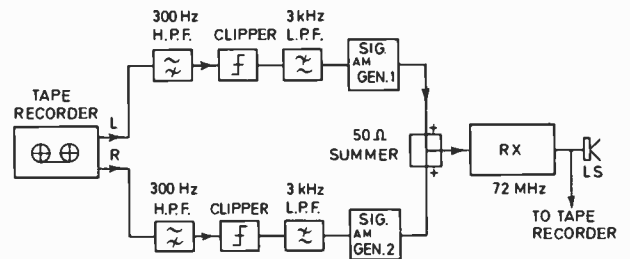 300 Hz
H.P.F.
CLIPPER
3 kHz
L.P.F.
SIG.
AM
GEN.1
TAPE
RECORDER
L
R
50 Ω
SUMMER
+
+
RX
72 MHz
LS
TO TAPE
RECORDER
300 Hz
H.P.F.
CLIPPER
3 kHz
L.P.F.
SIG.
AM
GEN.2